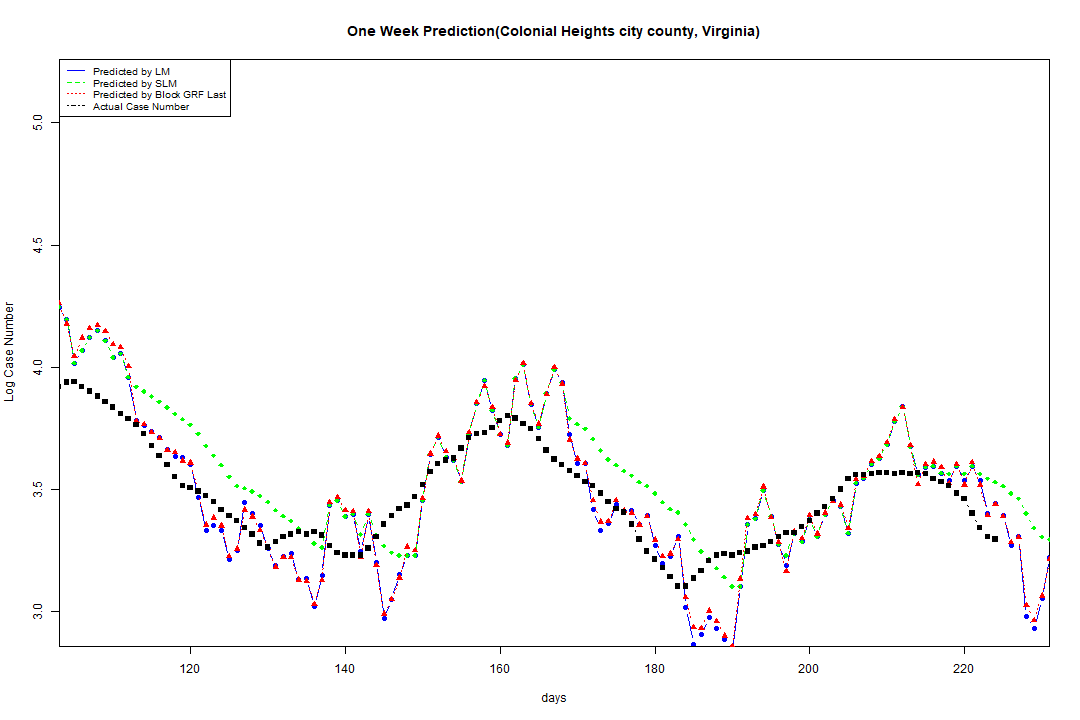 One Week Prediction(Colonial Heights city county, Virginia)
Predicted by LM
Predicted by SLM
Predicted by Block GRF Last
Actual Case Number
5.0
4.5
4.0
3.5
3.0
Log Case Number
120 140 160 180 200 220
days